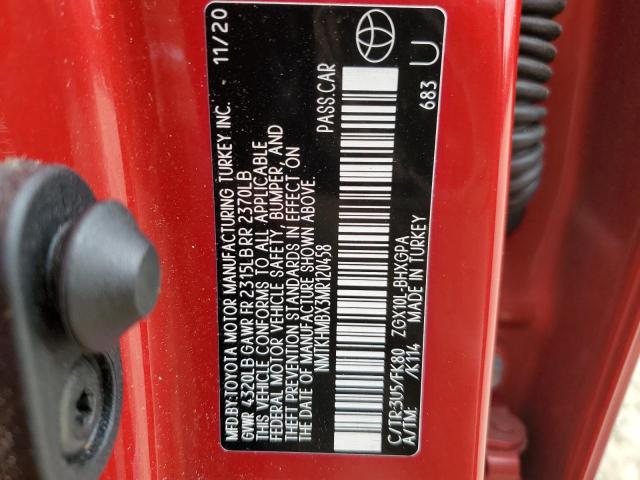 MFD.BY:TOYOTA MOTOR MANUFACTURING TURKEY INC. 11/20
GVWR 4320LB GAWR FR 2315LB RR 2370LB
THIS VEHICLE CONFORMS TO ALL APPLICABLE
FEDERAL MOTOR VEHICLE SAFETY, BUMPER, AND
THEFT PREVENTION STANDARDS IN EFFECT ON
THE DATE OF MANUFACTURE SHOWN ABOVE.
NMTKHMBX3MR120458 PASS.CAR
C/TR:3U5/FK80 ZGX10L-BHXGPA
A/TM: /K114 MADE IN TURKEY
683 U